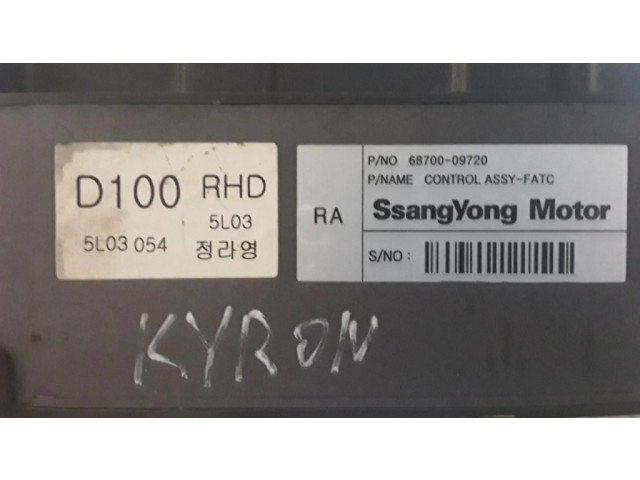 D100 RHD
5L03
5L03 054 정라영
RA
P/NO 68700-09720
P/NAME CONTROL ASSY-FATC
SsangYong Motor
S/NO :
KYRON